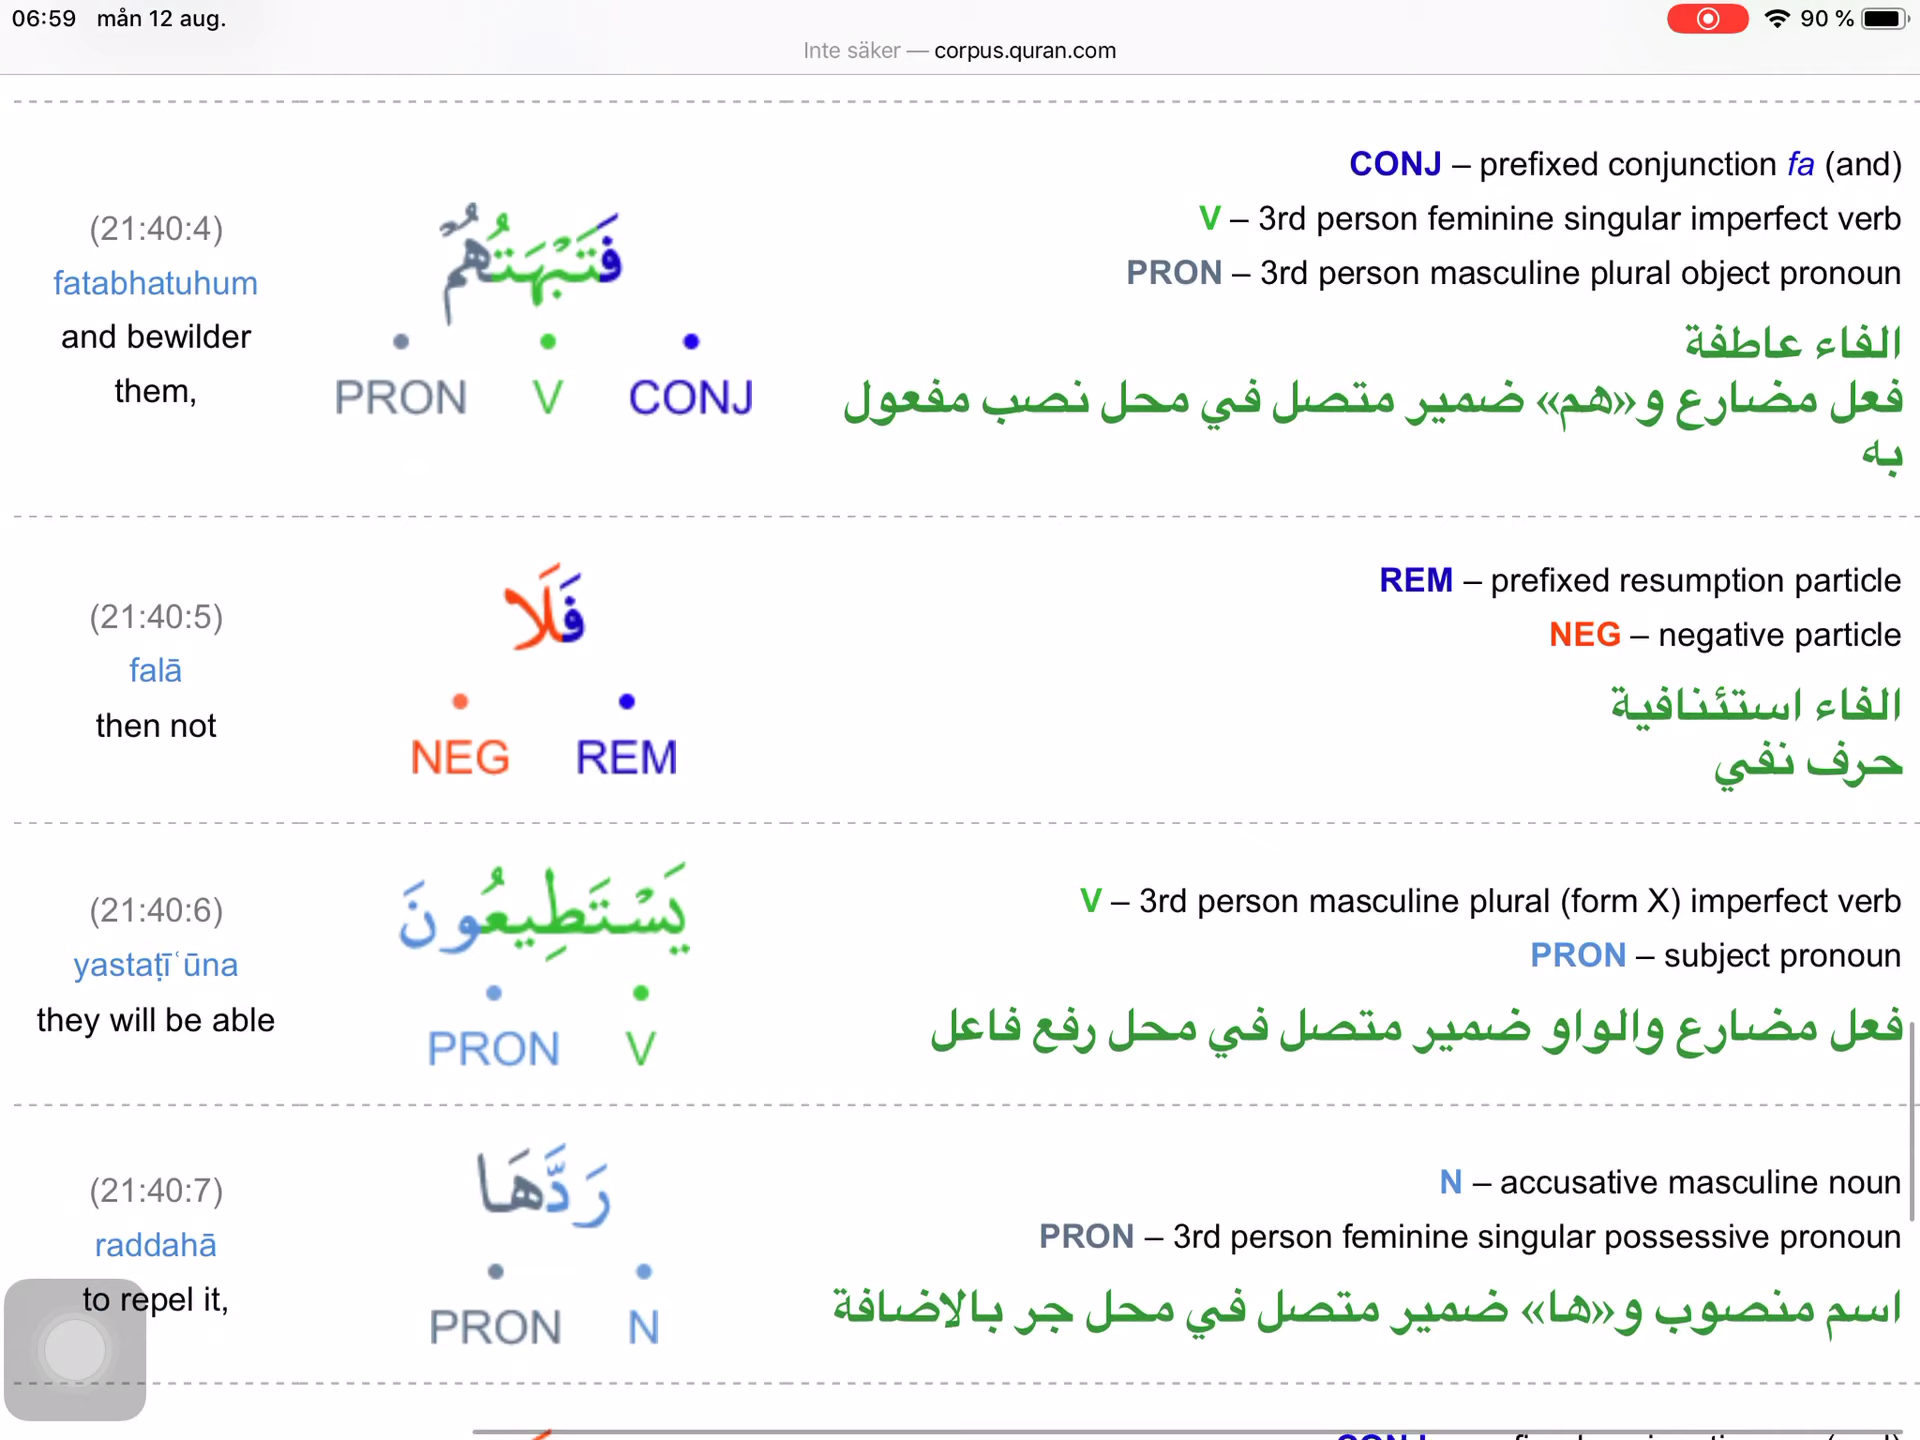 06:59 mån 12 aug.
90 %
Inte säker — corpus.quran.com
(21:40:4)
fatabhatuhum
and bewilder
them,
فَتَبْهَتُهُمْ
PRON V CONJ
CONJ – prefixed conjunction fa (and)
V – 3rd person feminine singular imperfect verb
PRON – 3rd person masculine plural object pronoun
الفاء عاطفة
فعل مضارع و«هم» ضمير متصل في محل نصب مفعول
به
(21:40:5)
falā
then not
فَلَا
NEG REM
REM – prefixed resumption particle
NEG – negative particle
الفاء استئنافية
حرف نفي
(21:40:6)
yastaṭīʿūna
they will be able
يَسْتَطِيعُونَ
PRON V
V – 3rd person masculine plural (form X) imperfect verb
PRON – subject pronoun
فعل مضارع والواو ضمير متصل في محل رفع فاعل
(21:40:7)
raddahā
to repel it,
رَدَّهَا
PRON N
N – accusative masculine noun
PRON – 3rd person feminine singular possessive pronoun
اسم منصوب و«ها» ضمير متصل في محل جر بالاضافة